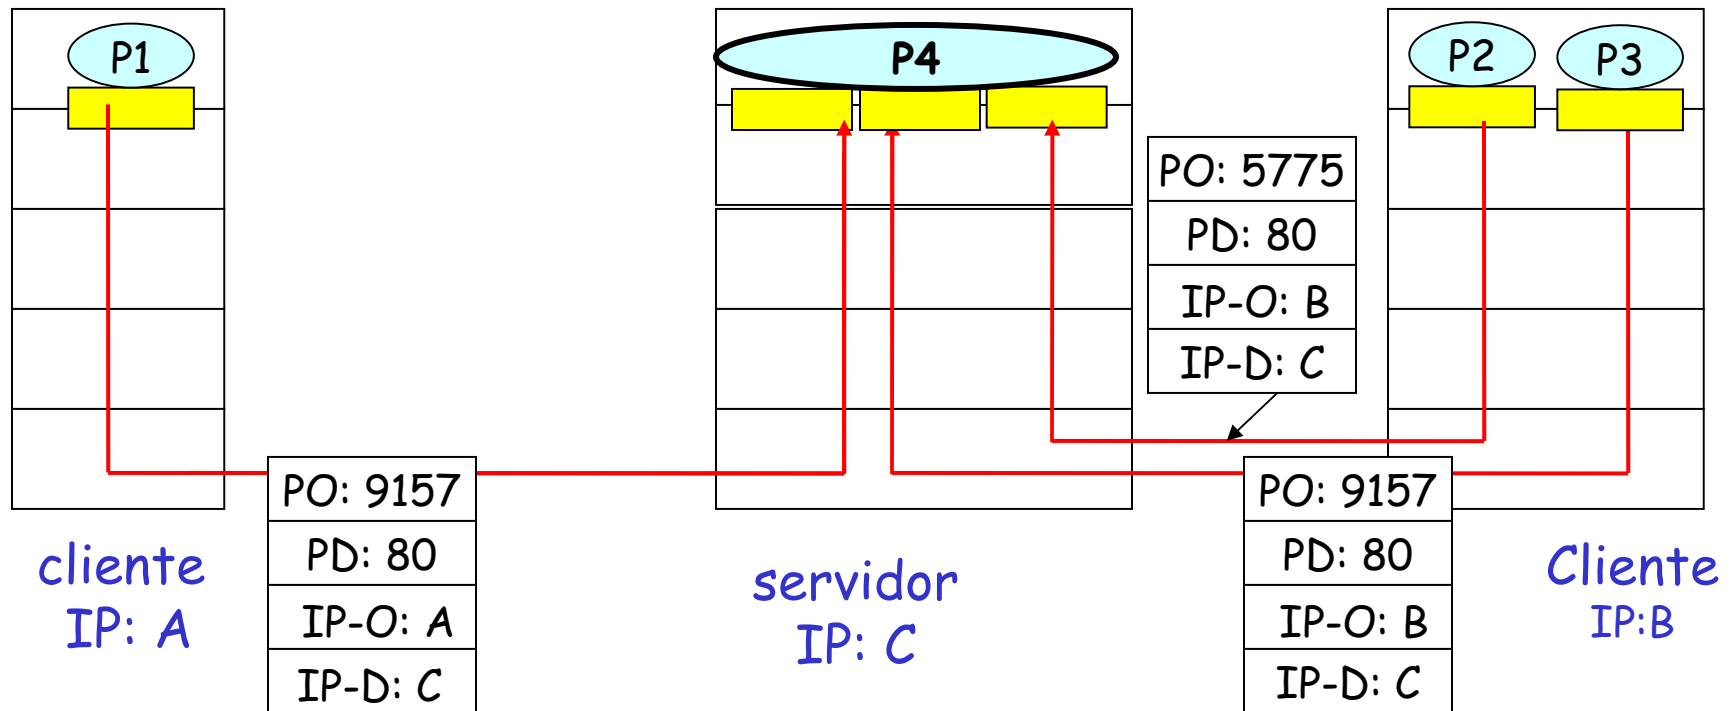 P1
P4
P2
P3
PO: 5775
PD: 80
IP-O: B
IP-D: C
PO: 9157
PD: 80
IP-O: A
IP-D: C
PO: 9157
PD: 80
IP-O: B
IP-D: C
cliente
IP: A
servidor
IP: C
Cliente
IP:B